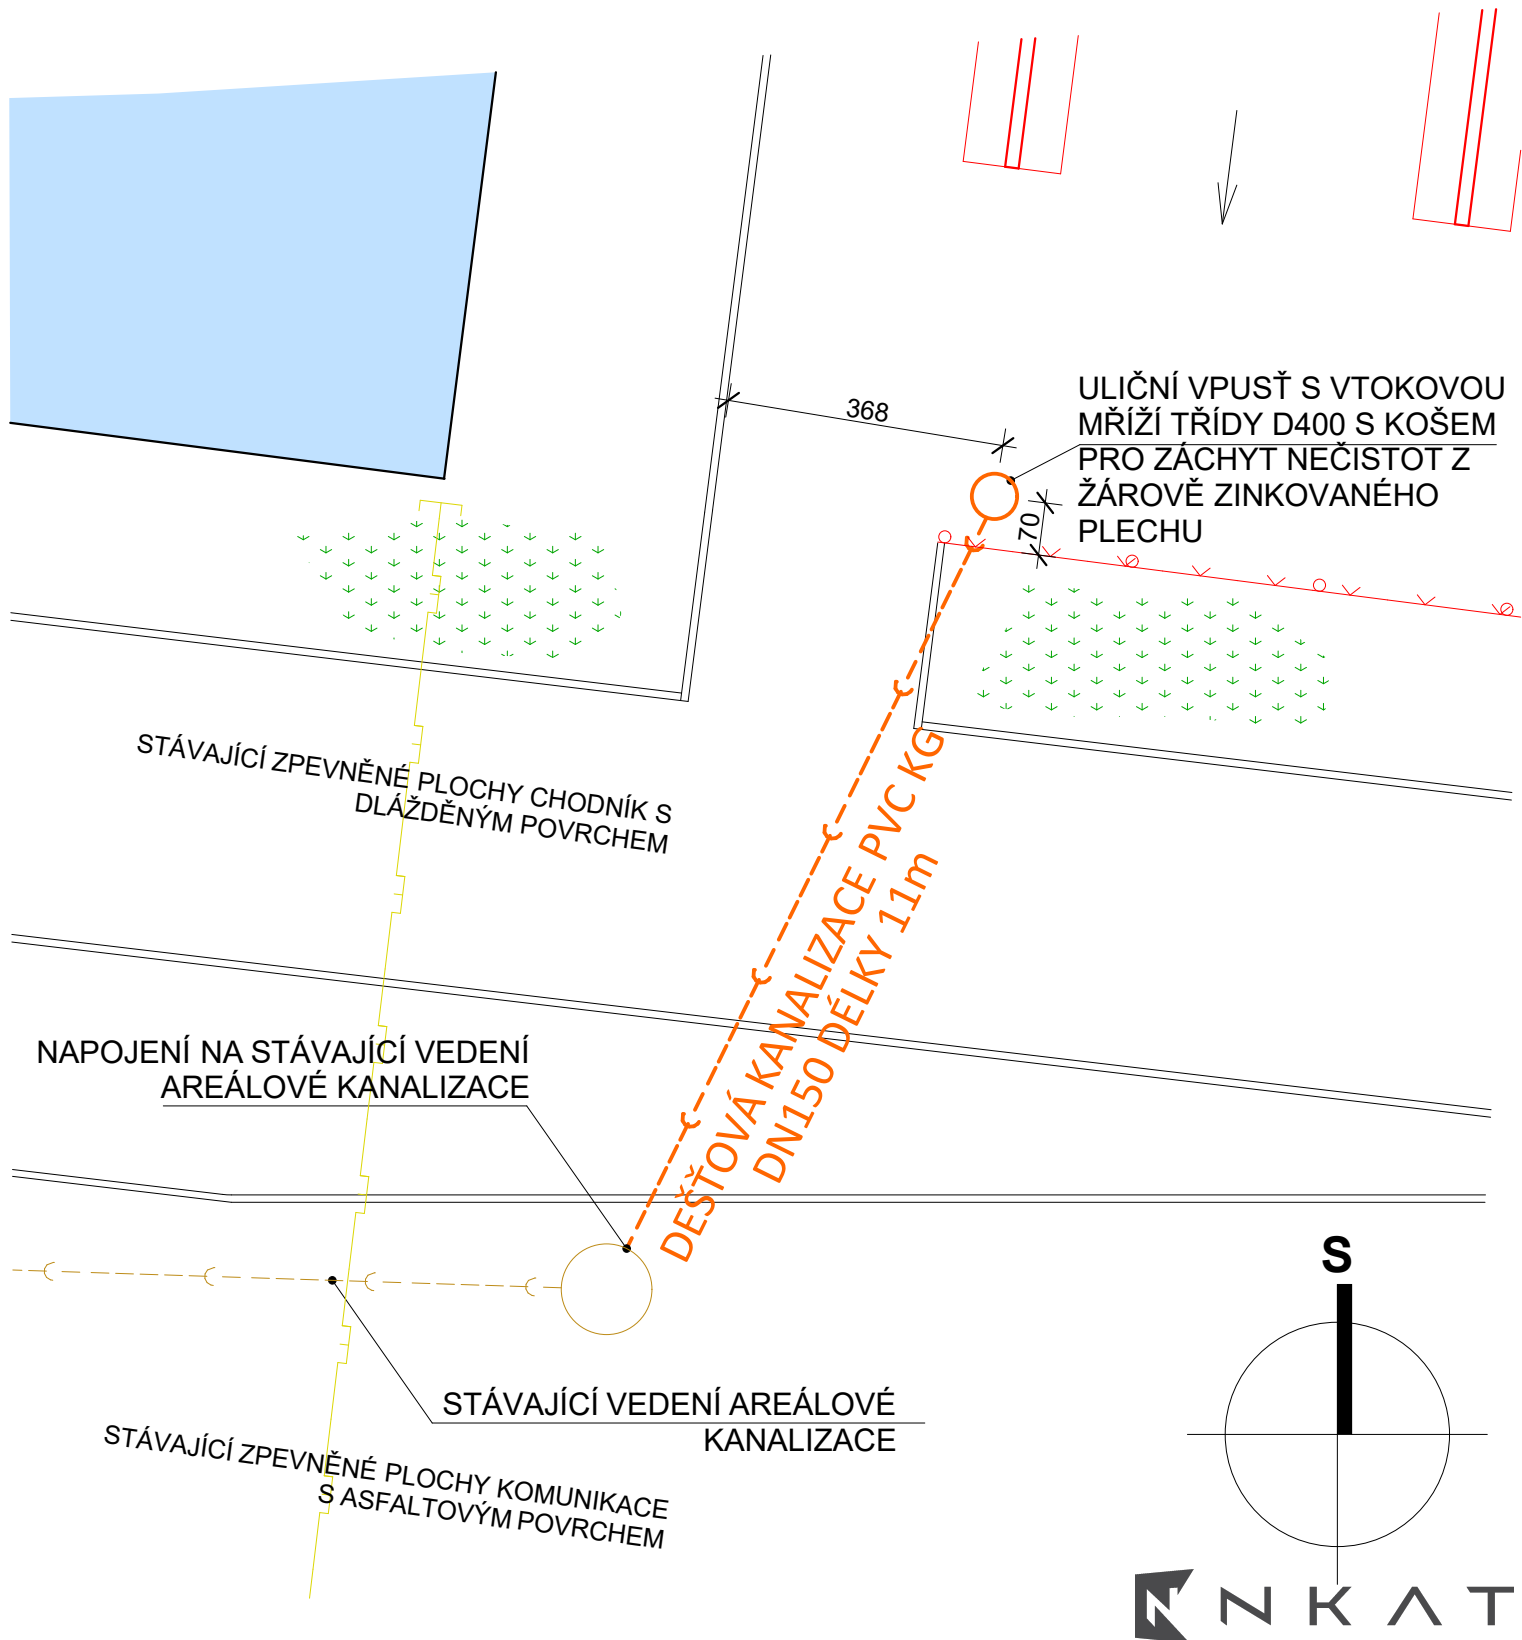 368
ULIČNÍ VPUSŤ S VTOKOVOU
MŘÍŽÍ TŘÍDY D400 S KOŠEM
PRO ZÁCHYT NEČISTOT Z
ŽÁROVĚ ZINKOVANÉHO
PLECHU
70
STÁVAJÍCÍ ZPEVNĚNÉ PLOCHY CHODNÍK S
DLÁŽDĚNÝM POVRCHEM
DEŠŤOVÁ KANALIZACE PVC KG
DN150 DÉLKY 11m
NAPOJENÍ NA STÁVAJÍCÍ VEDENÍ
AREÁLOVÉ KANALIZACE
STÁVAJÍCÍ VEDENÍ AREÁLOVÉ
KANALIZACE
STÁVAJÍCÍ ZPEVNĚNÉ PLOCHY KOMUNIKACE
S ASFALTOVÝM POVRCHEM
S
NKAT